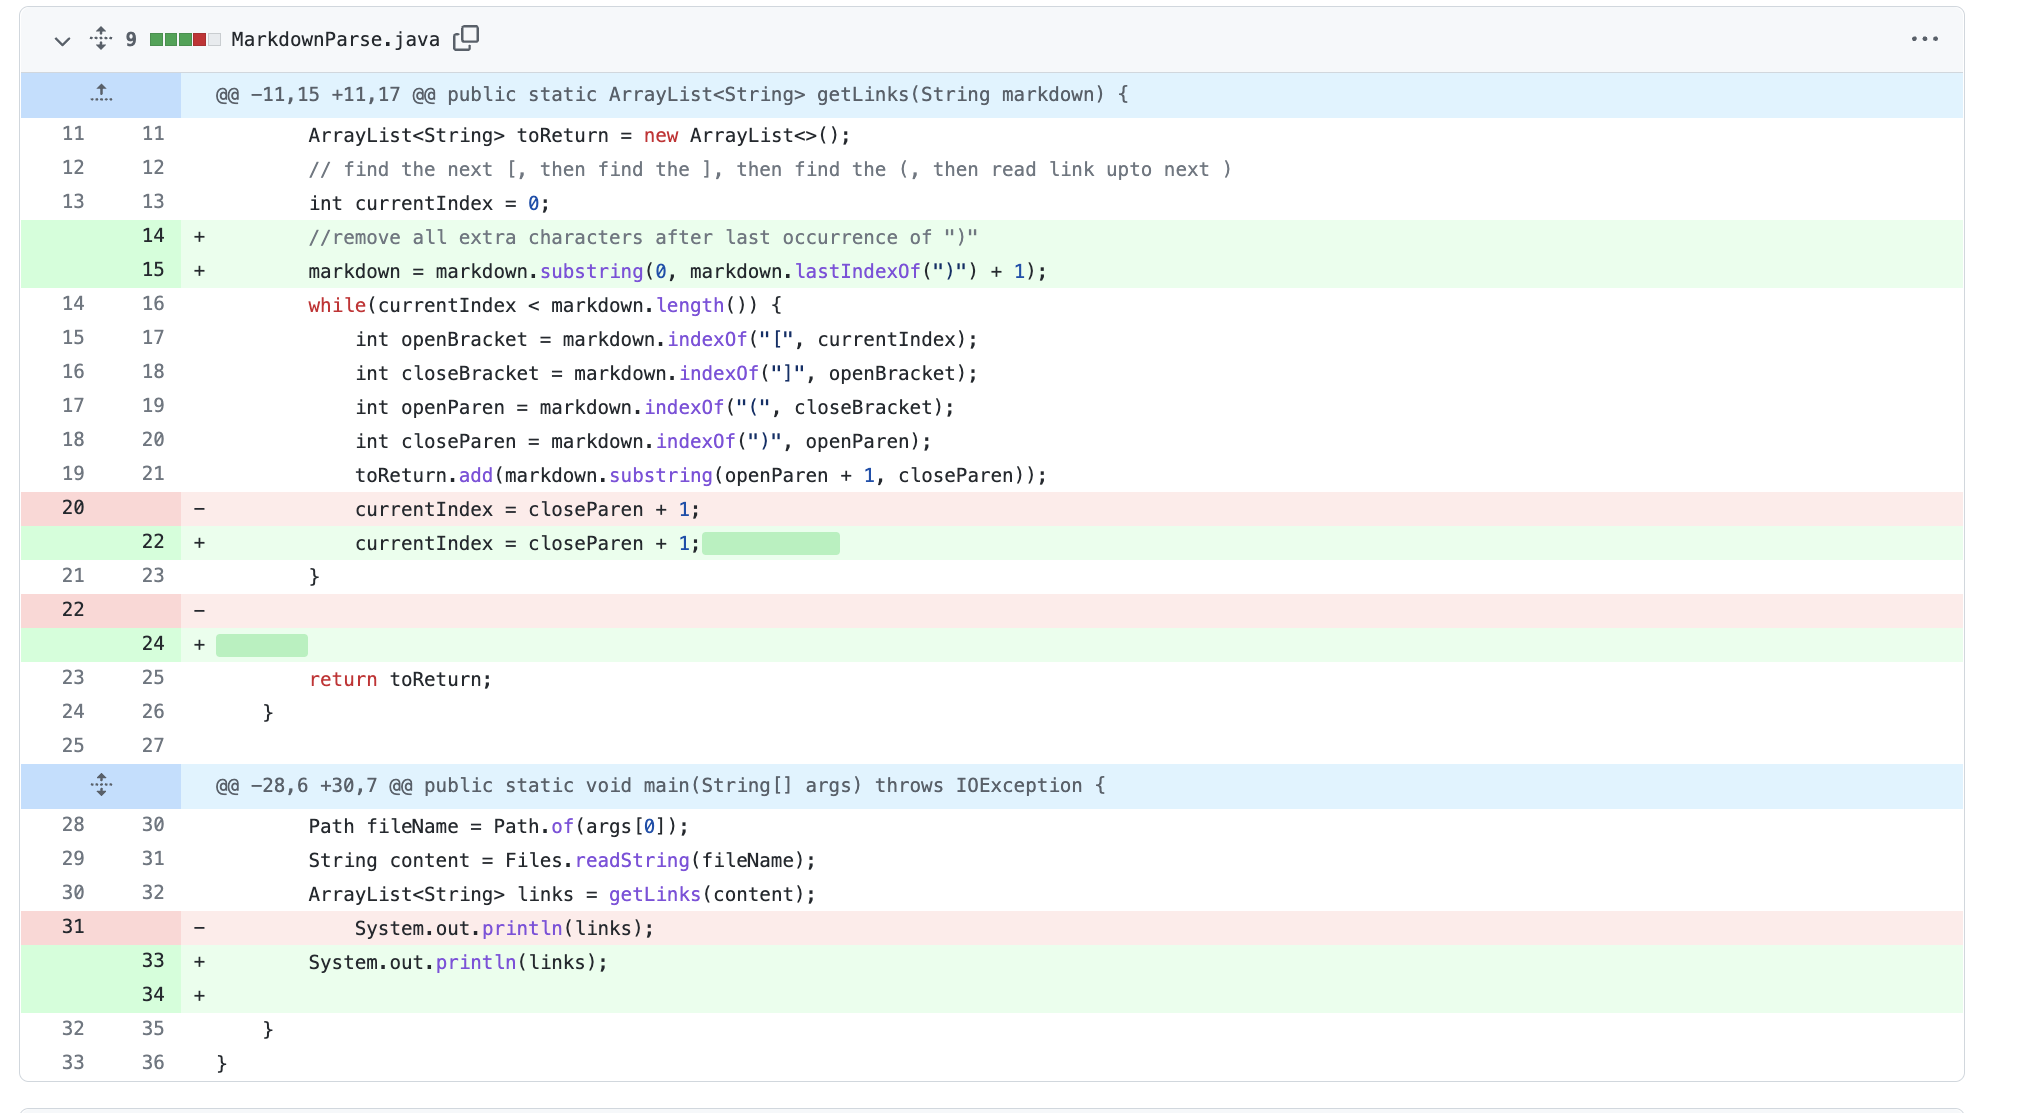 9 MarkdownParse.java
@@ -11,15 +11,17 @@ public static ArrayList<String> getLinks(String markdown) {
11 11 ArrayList<String> toReturn = new ArrayList<>();
12 12 // find the next [, then find the ], then find the (, then read link upto next )
13 13 int currentIndex = 0;
14 + //remove all extra characters after last occurrence of ")"
15 + markdown = markdown.substring(0, markdown.lastIndexOf(")") + 1);
14 16 while(currentIndex < markdown.length()) {
15 17 int openBracket = markdown.indexOf("[", currentIndex);
16 18 int closeBracket = markdown.indexOf("]", openBracket);
17 19 int openParen = markdown.indexOf("(", closeBracket);
18 20 int closeParen = markdown.indexOf(")", openParen);
19 21 toReturn.add(markdown.substring(openParen + 1, closeParen));
20 - currentIndex = closeParen + 1;
22 + currentIndex = closeParen + 1;
21 23 }
22 -
24 +
23 25 return toReturn;
24 26 }
25 27
@@ -28,6 +30,7 @@ public static void main(String[] args) throws IOException {
28 30 Path fileName = Path.of(args[0]);
29 31 String content = Files.readString(fileName);
30 32 ArrayList<String> links = getLinks(content);
31 - System.out.println(links);
33 + System.out.println(links);
34 +
32 35 }
33 36 }